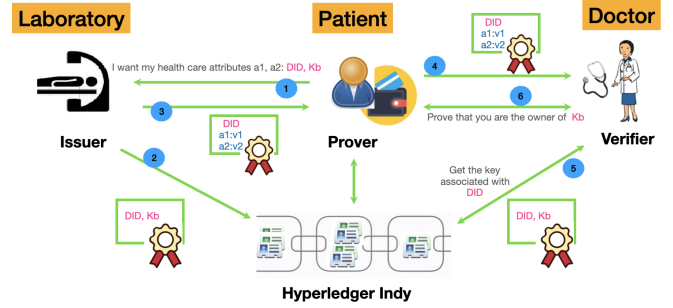 Laboratory
Patient
Doctor
I want my health care attributes a1, a2: DID, Kb
1
3
DID
a1:v1
a2:v2
4
DID
a1:v1
a2:v2
6
Prove that you are the owner of Kb
Issuer
Prover
Verifier
2
DID, Kb
Get the key
associated with
DID
5
DID, Kb
Hyperledger Indy